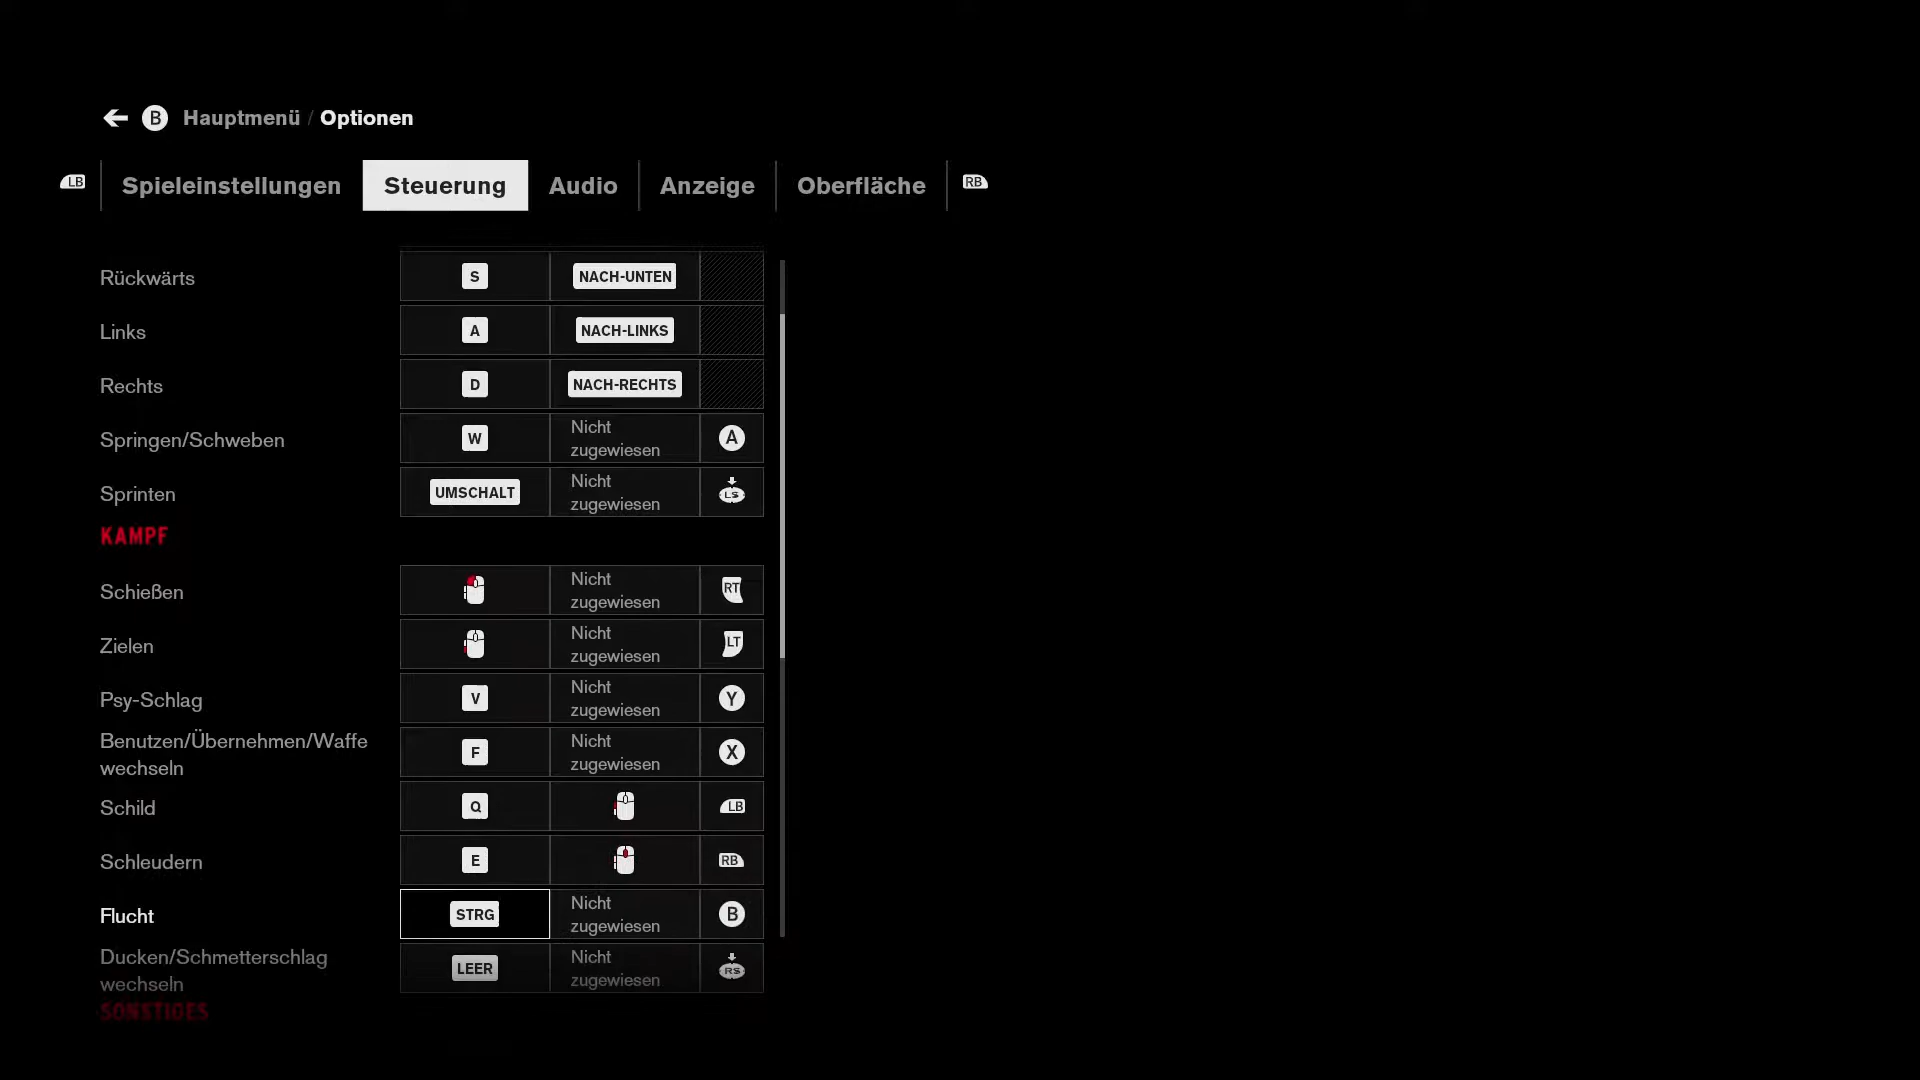 B Hauptmenü / Optionen
LB Spieleinstellungen Steuerung Audio Anzeige Oberfläche RB
Rückwärts S NACH-UNTEN
Links A NACH-LINKS
Rechts D NACH-RECHTS
Springen/Schweben W Nicht zugewiesen A
Sprinten UMSCHALT Nicht zugewiesen LS
KAMPF
Schießen Nicht zugewiesen RT
Zielen Nicht zugewiesen LT
Psy-Schlag V Nicht zugewiesen Y
Benutzen/Übernehmen/Waffe wechseln F Nicht zugewiesen X
Schild Q LB
Schleudern E RB
Flucht STRG Nicht zugewiesen B
Ducken/Schmetterschlag wechseln LEER Nicht zugewiesen RS
SONSTIGES